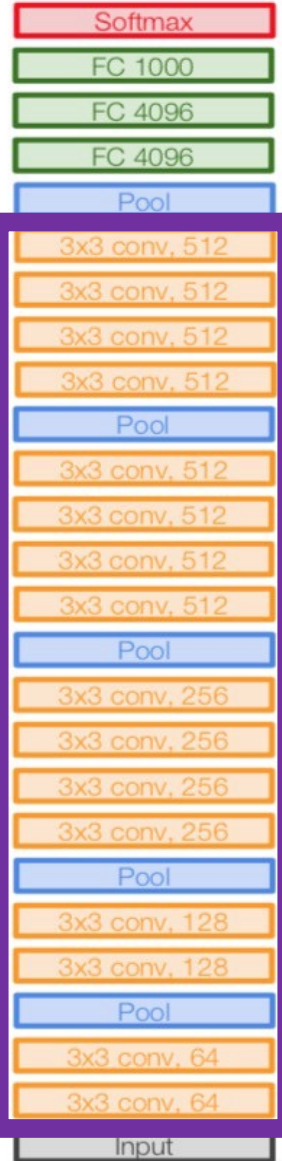 Softmax
FC 1000
FC 4096
FC 4096
Pool
3x3 conv, 512
3x3 conv, 512
3x3 conv, 512
3x3 conv, 512
Pool
3x3 conv, 512
3x3 conv, 512
3x3 conv, 512
3x3 conv, 512
Pool
3x3 conv, 256
3x3 conv, 256
3x3 conv, 256
3x3 conv, 256
Pool
3x3 conv, 128
3x3 conv, 128
Pool
3x3 conv, 64
3x3 conv, 64
Input